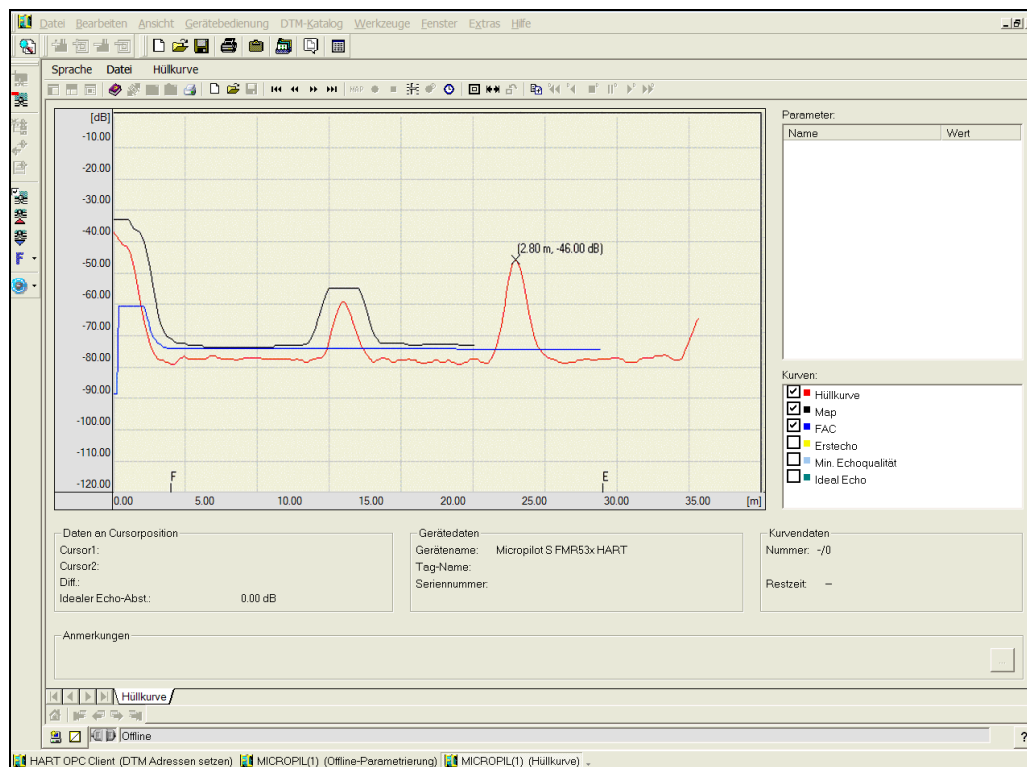 Datei Bearbeiten Ansicht Gerätebedienung DTM-Katalog Werkzeuge Fenster Extras Hilfe
Sprache Datei Hüllkurve
MAP
F
[dB]
-10.00
-20.00
-30.00
-40.00
-50.00
-60.00
-70.00
-80.00
-90.00
-100.00
-110.00
-120.00
(2.80 m, -46.00 dB)
F
E
0.00 5.00 10.00 15.00 20.00 25.00 30.00 35.00 [m]
Parameter:
Name Wert
Kurven:
Hüllkurve
Map
FAC
Erstecho
Min. Echoqualität
Ideal Echo
Daten an Cursorposition
Cursor1:
Cursor2:
Diff.:
Idealer Echo-Abst.: 0.00 dB
Gerätedaten
Gerätename: Micropilot S FMR53x HART
Tag-Name:
Seriennummer:
Kurvendaten
Nummer: -/0
Restzeit: –
Anmerkungen
...
Hüllkurve
Offline
?
HART OPC Client (DTM Adressen setzen) MICROPIL(1) (Offline-Parametrierung) MICROPIL(1) (Hüllkurve)